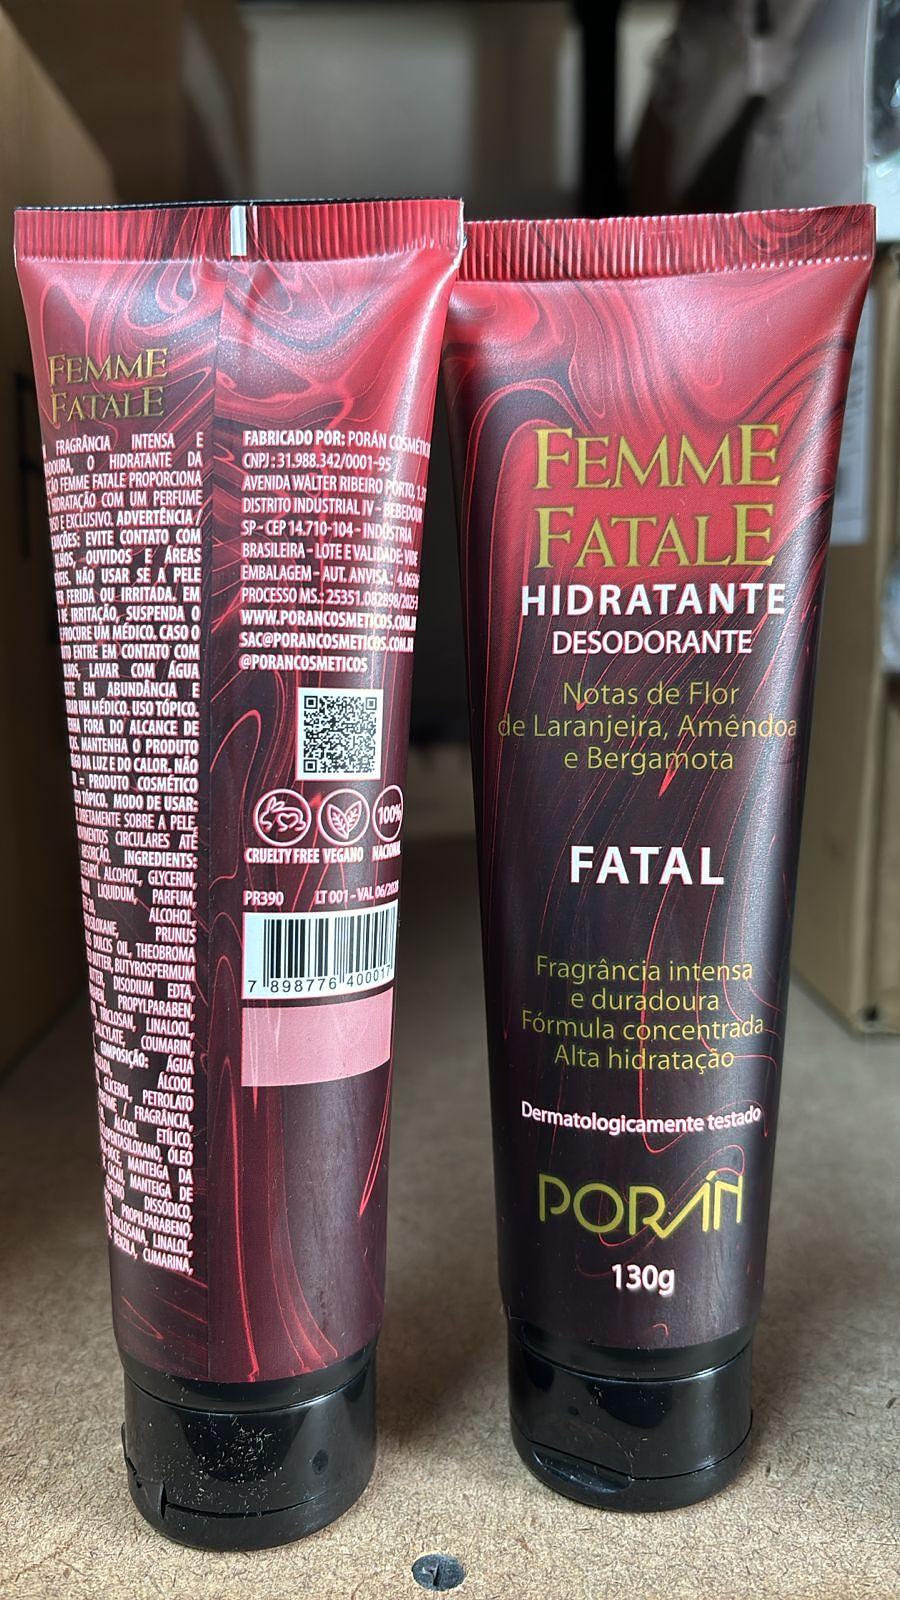 FEMME
FATALE
FRAGRÂNCIA INTENSA E
O HIDRATANTE DA
FEMME FATALE PROPORCIONA
HIDRATAÇÃO COM UM PERFUME
E EXCLUSIVO. ADVERTÊNCIA /
EVITE CONTATO COM
OUVIDOS E ÁREAS
NÃO USAR SE A PELE
FERIDA OU IRRITADA. EM
DE IRRITAÇÃO, SUSPENDA O
PROCURE UM MÉDICO. CASO O
ENTRE EM CONTATO COM
LAVAR COM ÁGUA
EM ABUNDÂNCIA E
UM MÉDICO. USO TÓPICO.
FORA DO ALCANCE DE
MANTENHA O PRODUTO
DA LUZ E DO CALOR. NÃO
= PRODUTO COSMÉTICO
TÓPICO. MODO DE USAR:
DIRETAMENTE SOBRE A PELE,
CIRCULARES ATÉ
INGREDIENTS:
ALCOHOL, GLYCERIN,
LIQUIDUM, PARFUM,
ALCOHOL,
PRUNUS
DULCIS OIL, THEOBROMA
BUTTER, BUTYROSPERMUM
DISODIUM EDTA,
PROPYLPARABEN,
TRICLOSAN, LINALOOL,
SALICYLATE, COUMARIN,
COMPOSIÇÃO: ÁGUA
ÁLCOOL
GLICEROL, PETROLATO
/ FRAGRÂNCIA,
ÁLCOOL ETÍLICO,
ÓLEO
MANTEIGA DA
MANTEIGA DE
DISSÓDICO,
PROPILPARABENO,
TRICLOSANA, LINALOL,
CUMARINA,
FABRICADO POR: PORÁN COSMÉTICO
CNPJ : 31.988.342/0001-95
AVENIDA WALTER RIBEIRO PORTO,
DISTRITO INDUSTRIAL IV - BEBEDOURO
SP - CEP 14.710-104 - INDÚSTRIA
BRASILEIRA - LOTE E VALIDADE: VIDE
EMBALAGEM - AUT. ANVISA.:
PROCESSO MS.: 25351.082898/2025
WWW.PORANCOSMETICOS.COM.BR
SAC@PORANCOSMETICOS.COM.BR
@PORANCOSMETICOS
CRUELTY FREE VEGANO
100%
NACIONAL
PR390 LT 001 - VAL 06/2028
7 898776 400017
FEMME
FATALE
HIDRATANTE
DESODORANTE
Notas de Flor
de Laranjeira, Amêndoa
e Bergamota
FATAL
Fragrância intensa
e duradoura
Fórmula concentrada
Alta hidratação
Dermatologicamente testado
PORÁN
130g